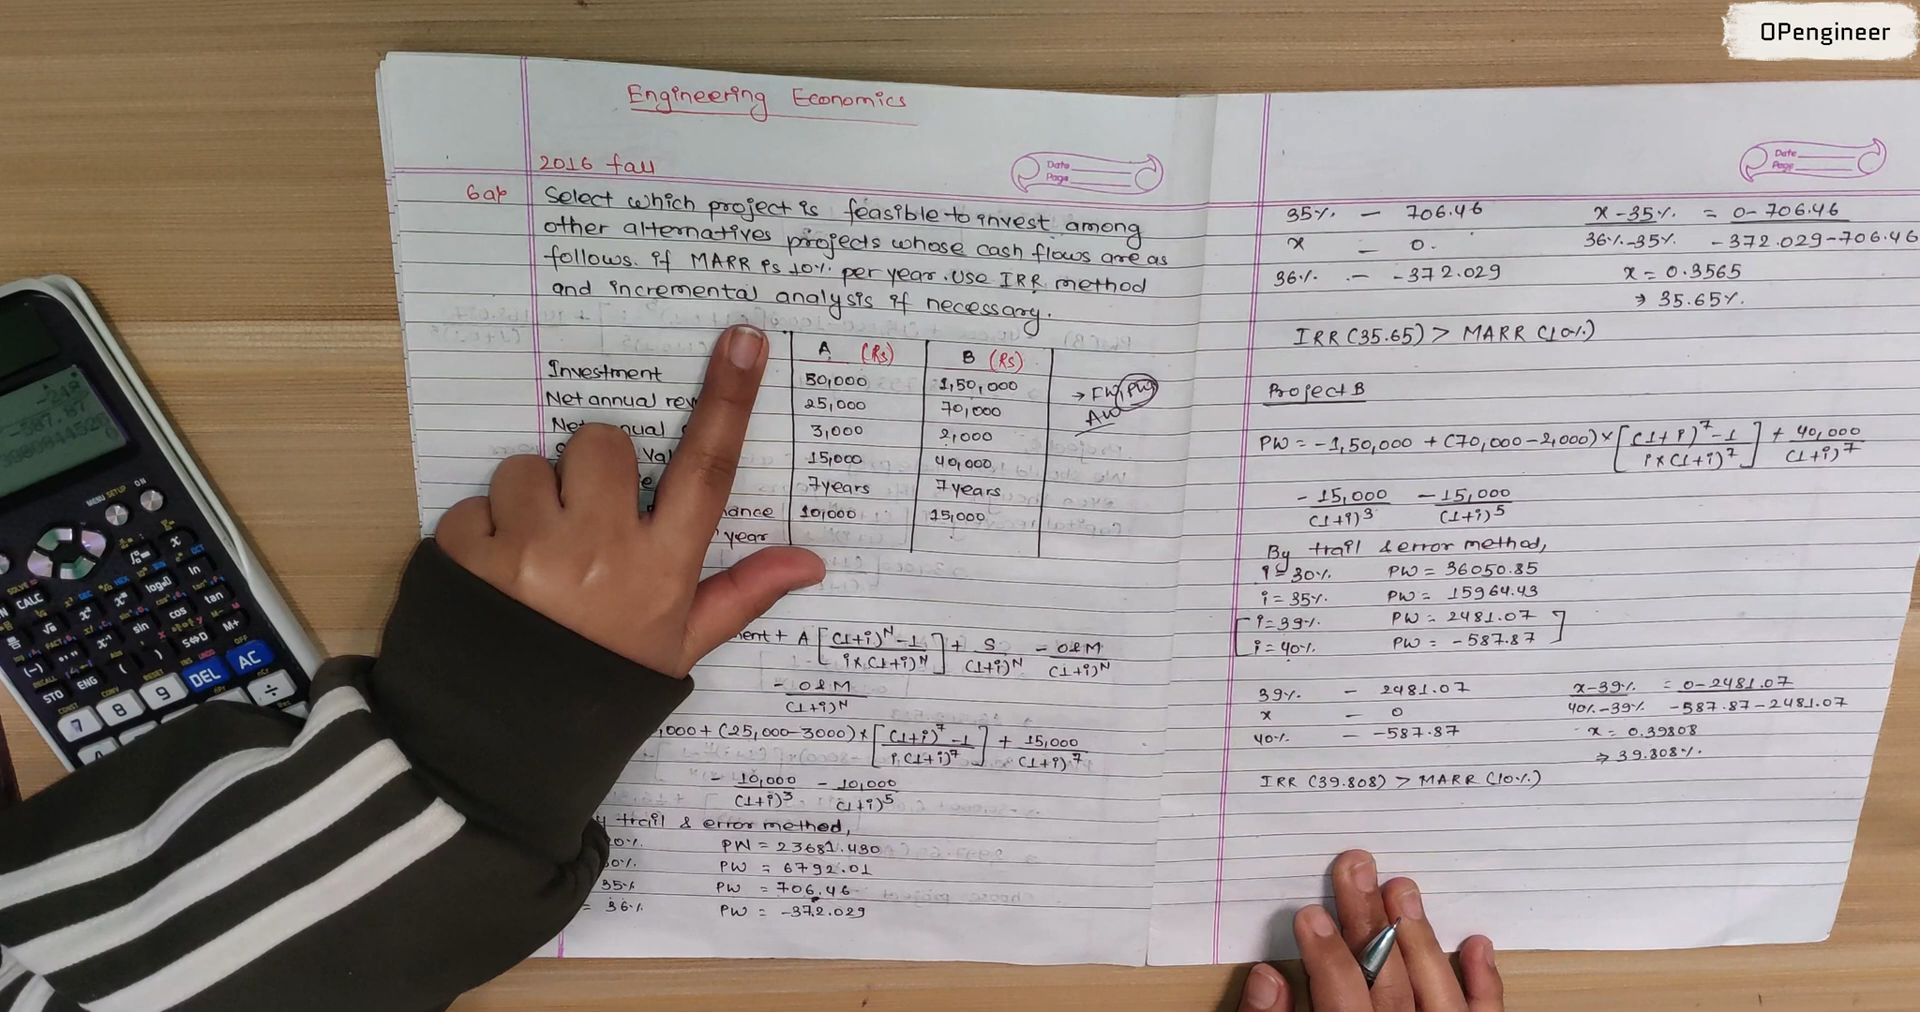 OPengineer
Engineering Economics
2016 fall
Date
Page
6 a) Select which project is feasible to invest among
other alternatives projects whose cash flows are as
follows. if MARR is 10% per year. Use IRR method
and incremental analysis if necessary.
A (Rs) B (Rs)
Investment 50,000 1,50,000
Net annual rev 25,000 70,000
→ FW, PW
AW
3,000 2,000
15,000 40,000
7years 7years
10,000 15,000
year
+ A [(1+i)^N-1 / i×(1+i)^N] + S/(1+i)^N - O&M/(1+i)^N
- O&M/(1+i)^N
,000 + (25,000-3000) × [(1+i)^7-1 / i(1+i)^7] + 15,000/(1+i)^7
- 10,000/(1+i)^3 - 10,000/(1+i)^5
trail & error method,
PW = 23681.430
PW = 6792.01
35% PW = 706.46
= 36% PW = -372.029
Date
Page
35% - 706.46 x-35% / 36%-35% = 0-706.46 / -372.029-706.46
x - 0.
36% - -372.029 x = 0.3565
→ 35.65%.
IRR (35.65) > MARR (10%)
Project B
PW = -1,50,000 + (70,000-2,000) × [(1+i)^7-1 / i×(1+i)^7] + 40,000/(1+i)^7
- 15,000/(1+i)^3 - 15,000/(1+i)^5
By trail & error method,
i = 30% PW = 36050.85
i = 35% PW = 15964.43
i = 39% PW = 2481.07
i = 40% PW = -587.87
39% - 2481.07 x-39% / 40%-39% = 0-2481.07 / -587.87-2481.07
x - 0
40% - -587.87 x = 0.39808
→ 39.808%.
IRR (39.808) > MARR (10%)